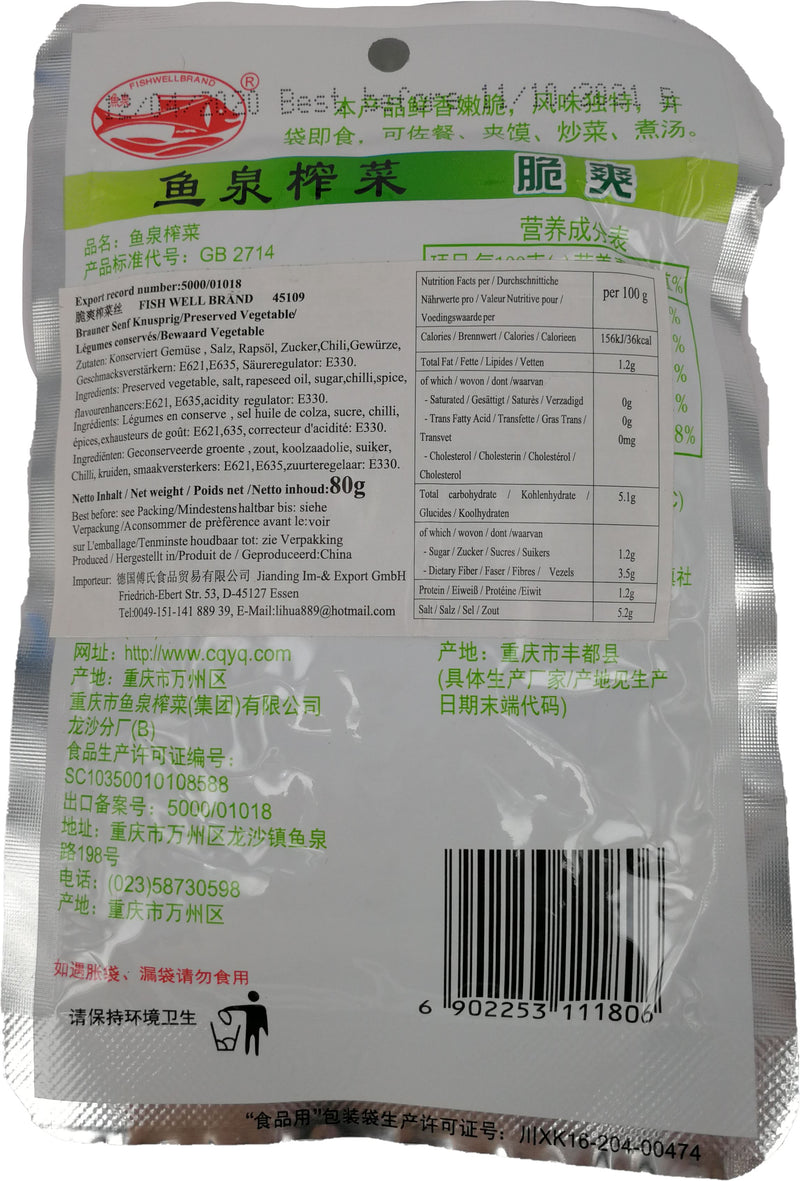 FISHWELLBRAND
®
Best before 11/10/2021 B
本产品鲜香嫩脆，风味独特，开
袋即食，可佐餐、夹馍、炒菜、煮汤。
鱼泉榨菜 脆爽
品名：鱼泉榨菜
产品标准代号：GB 2714
营养成分表
Export record number:5000/01018
脆爽榨菜丝 FISH WELL BRAND 45109
Brauner Senf Knusprig/Preserved Vegetable/
Légumes conservés/Bewaard Vegetable
Zutaten: Konserviert Gemüse , Salz, Rapsöl, Zucker,Chili,Gewürze,
Geschmacksverstärkern: E621,E635, Säureregulator: E330.
Ingredients: Preserved vegetable, salt, rapeseed oil, sugar,chilli,spice,
flavourenhancers:E621, E635,acidity regulator: E330.
Ingrédients: Légumes en conserve , sel huile de colza, sucre, chilli,
épices,exhausteurs de goût: E621,635, correcteur d'acidité: E330.
Ingrediënten: Geconserveerde groente , zout, koolzaadolie, suiker,
Chilli, kruiden, smaakversterkers: E621,E635,zuurteregelaar: E330.
Netto Inhalt / Net weight / Poids net /Netto inhoud:80g
Best before: see Packing/Mindestens haltbar bis: siehe
Verpackung/Aconsommer de prèfèrence avant le:voir
sur L'emballage/Tenminste houdbaar tot: zie Verpakking
Produced / Hergestellt in/Produit de / Geproduceerd:China
Importeur: 德国傅氏食品贸易有限公司 Jianding Im-& Export GmbH
Friedrich-Ebert Str. 53, D-45127 Essen
Tel:0049-151-141 889 39, E-Mail:lihua889@hotmail.com
Nutrition Facts per / Durchschnittiche
Nährwerte pro / Valeur Nutritive pour /
Voedingswaarde per
per 100 g
Calories / Brennwert / Calories / Calorieen 156kJ/36kcal
Total Fat / Fette / Lipides / Vetten 1.2g
of which / wovon / dont /waarvan
- Saturated / Gesättigt / Saturès / Verzadigd 0g
- Trans Fatty Acid / Transfette / Gras Trans / 0g
Transvet 0mg
- Cholesterol / Cholesterin / Cholestérol /
Cholesterol
Total carbohydrate / Kohlenhydrate / 5.1g
Glucides / Koolhydraten
of which / wovon / dont /waarvan
- Sugar / Zucker / Sucres / Suikers 1.2g
- Dietary Fiber / Faser / Fibres / Vezels 3.5g
Protein / Eiweiß / Protéine /Eiwit 1.2g
Salt / Salz / Sel / Zout 5.2g
网址：http://www.cqyq.com
产地：重庆市万州区
重庆市鱼泉榨菜(集团)有限公司
龙沙分厂(B)
食品生产许可证编号：
SC10350010108588
出口备案号：5000/01018
地址：重庆市万州区龙沙镇鱼泉
路198号
电话：(023)58730598
产地：重庆市万州区
产地：重庆市丰都县
(具体生产厂家/产地见生产
日期末端代码)
如遇胀袋、漏袋请勿食用
请保持环境卫生
6 902253 111806
“食品用”包装袋生产许可证号：川XK16-204-00474